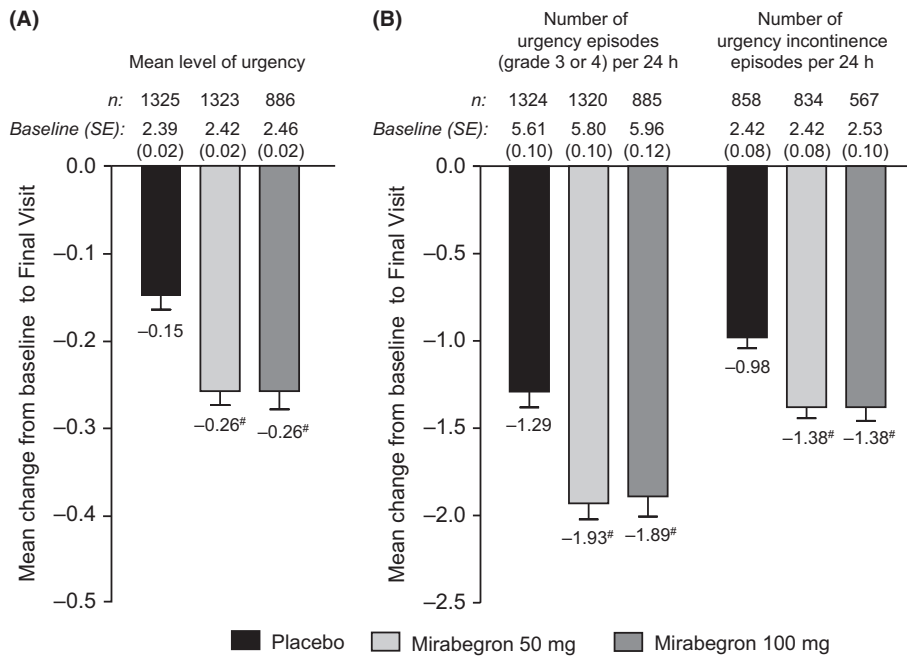 (A)
Mean level of urgency
n: 1325 1323 886
Baseline (SE): 2.39 2.42 2.46
(0.02) (0.02) (0.02)
0.0
–0.1
–0.2
–0.3
–0.4
–0.5
Mean change from baseline to Final Visit
–0.15
–0.26#
–0.26#
(B)
Number of
urgency episodes
(grade 3 or 4) per 24 h
Number of
urgency incontinence
episodes per 24 h
1324 1320 885 858 834 567
5.61 5.80 5.96 2.42 2.42 2.53
(0.10) (0.10) (0.12) (0.08) (0.08) (0.10)
0.0
–0.5
–1.0
–1.5
–2.0
–2.5
Mean change from baseline to Final Visit
–1.29
–1.93#
–1.89#
–0.98
–1.38#
–1.38#
Placebo Mirabegron 50 mg Mirabegron 100 mg